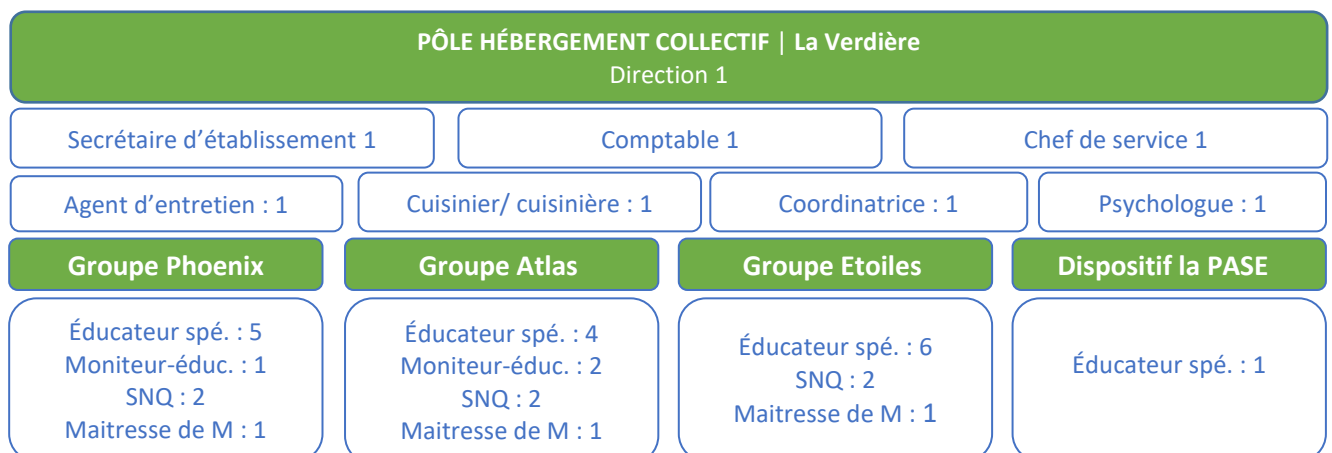 PÔLE HÉBERGEMENT COLLECTIF | La Verdière
Direction 1
Secrétaire d’établissement 1
Comptable 1
Chef de service 1
Agent d’entretien : 1
Cuisinier/ cuisinière : 1
Coordinatrice : 1
Psychologue : 1
Groupe Phoenix
Groupe Atlas
Groupe Etoiles
Dispositif la PASE
Éducateur spé. : 5
Moniteur-éduc. : 1
SNQ : 2
Maitresse de M : 1
Éducateur spé. : 4
Moniteur-éduc. : 2
SNQ : 2
Maitresse de M : 1
Éducateur spé. : 6
SNQ : 2
Maitresse de M : 1
Éducateur spé. : 1